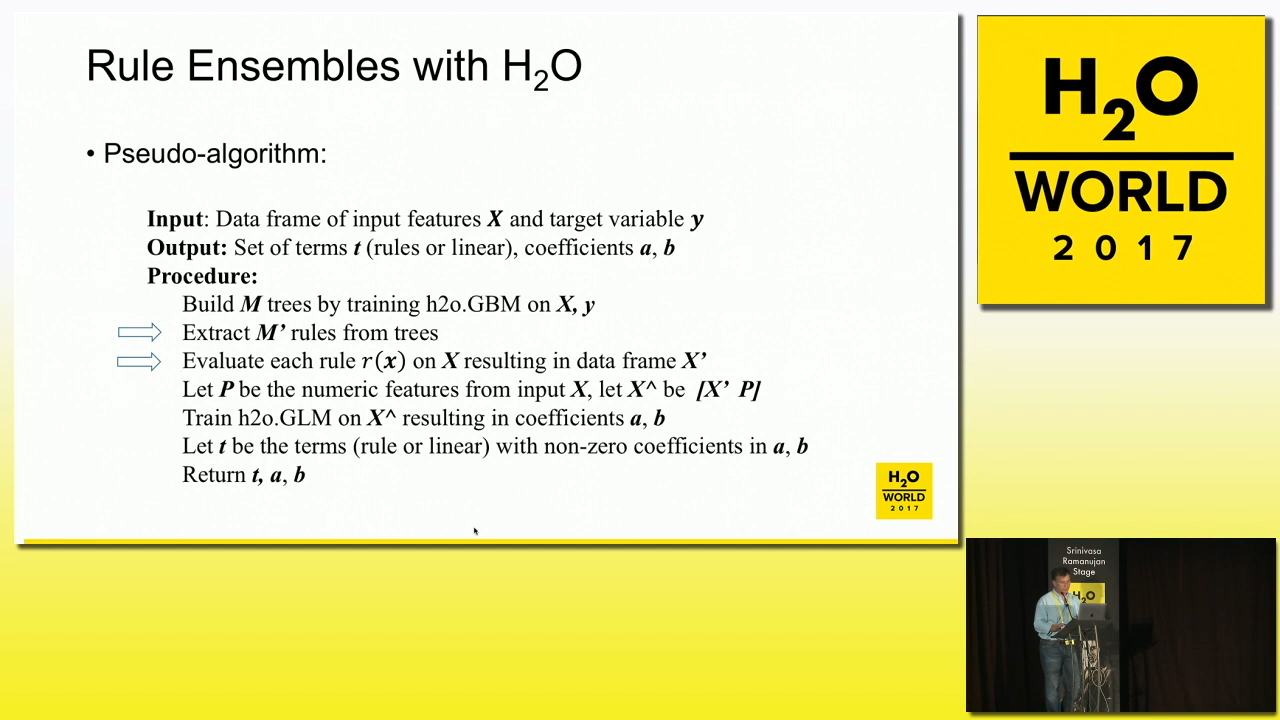 Rule Ensembles with H2O
• Pseudo-algorithm:
Input: Data frame of input features X and target variable y
Output: Set of terms t (rules or linear), coefficients a, b
Procedure:
Build M trees by training h2o.GBM on X, y
Extract M’ rules from trees
Evaluate each rule r(x) on X resulting in data frame X’
Let P be the numeric features from input X, let X^ be [X’ P]
Train h2o.GLM on X^ resulting in coefficients a, b
Let t be the terms (rule or linear) with non-zero coefficients in a, b
Return t, a, b
H2O
WORLD
2017
H2O
WORLD
2017
Srinivasa
Ramanujan
Stage
H2O